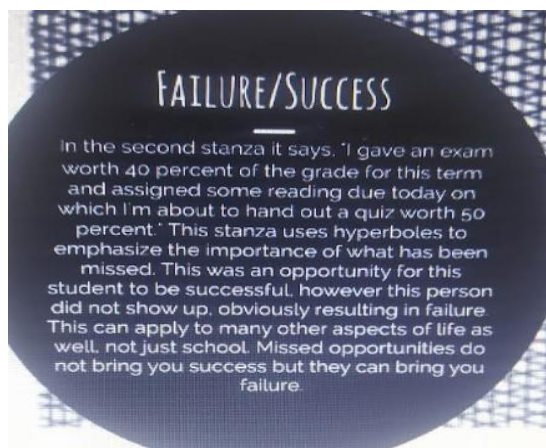 FAILURE/SUCCESS
In the second stanza it says, "I gave an exam
worth 40 percent of the grade for this term
and assigned some reading due today on
which I'm about to hand out a quiz worth 50
percent." This stanza uses hyperboles to
emphasize the importance of what has been
missed. This was an opportunity for this
student to be successful, however this person
did not show up, obviously resulting in failure.
This can apply to many other aspects of life as
well, not just school. Missed opportunities do
not bring you success but they can bring you
failure.